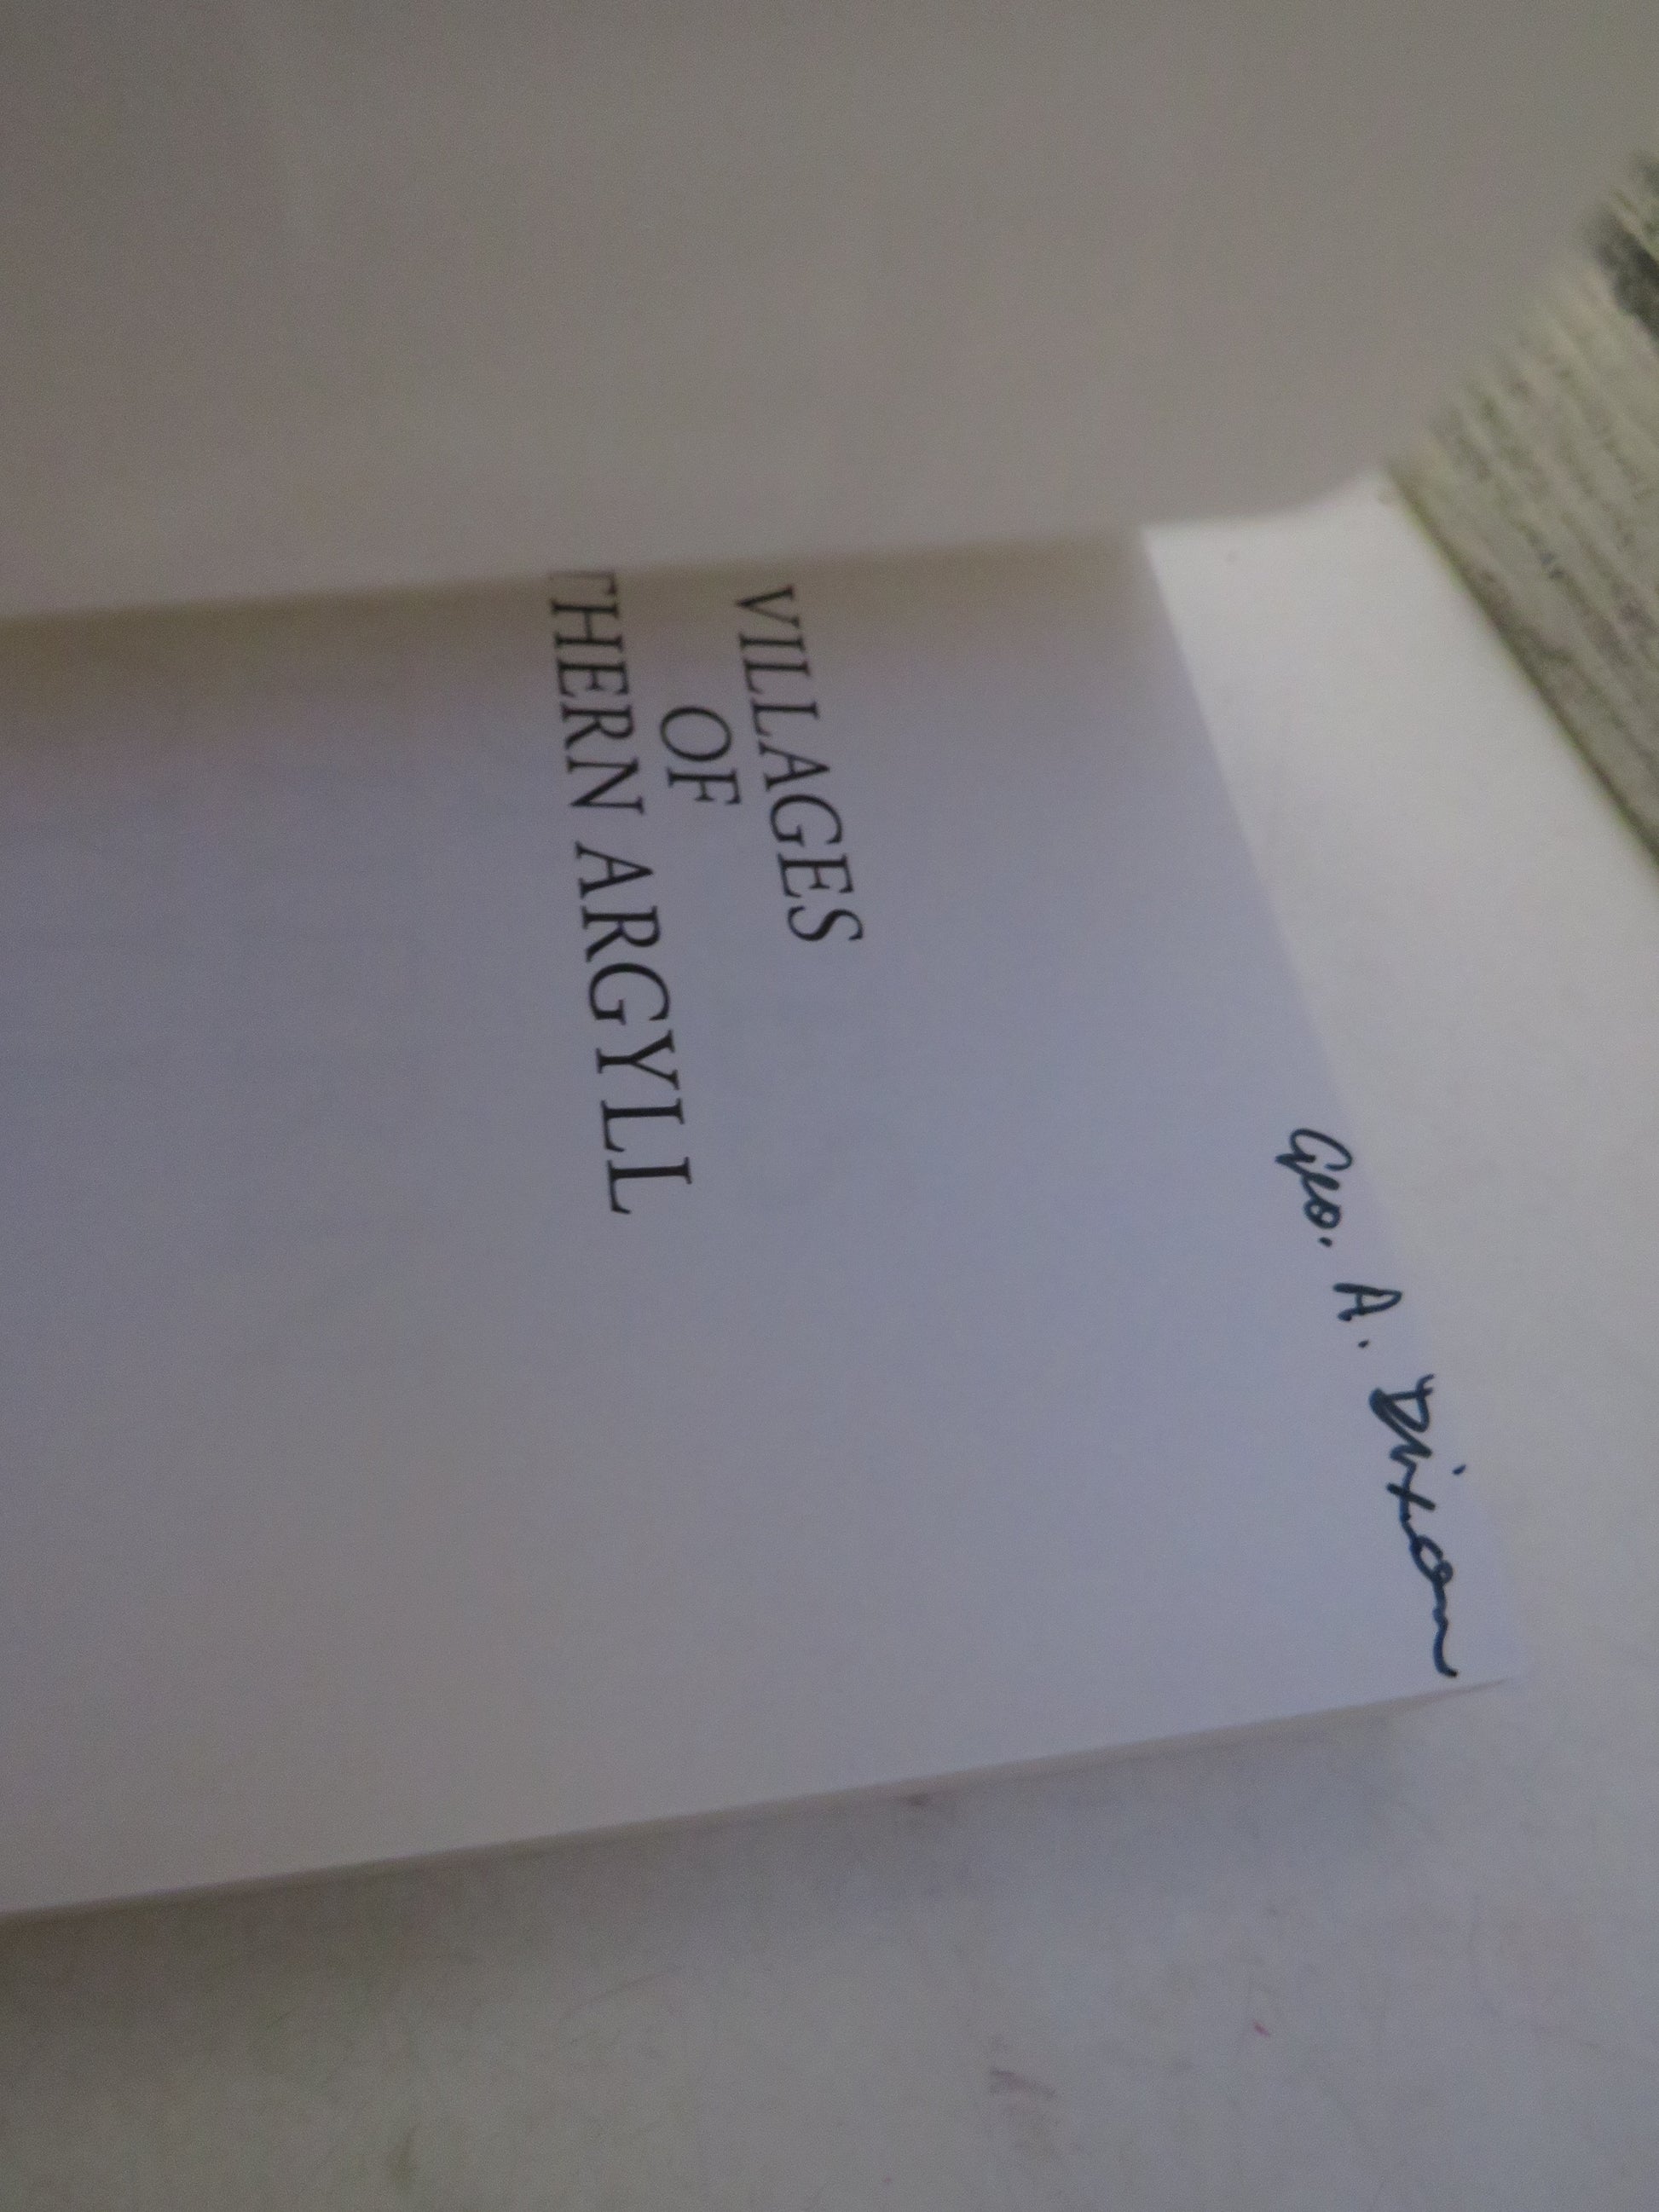 Geo. A. Dixon
VILLAGES
OF
THERN ARGYLL